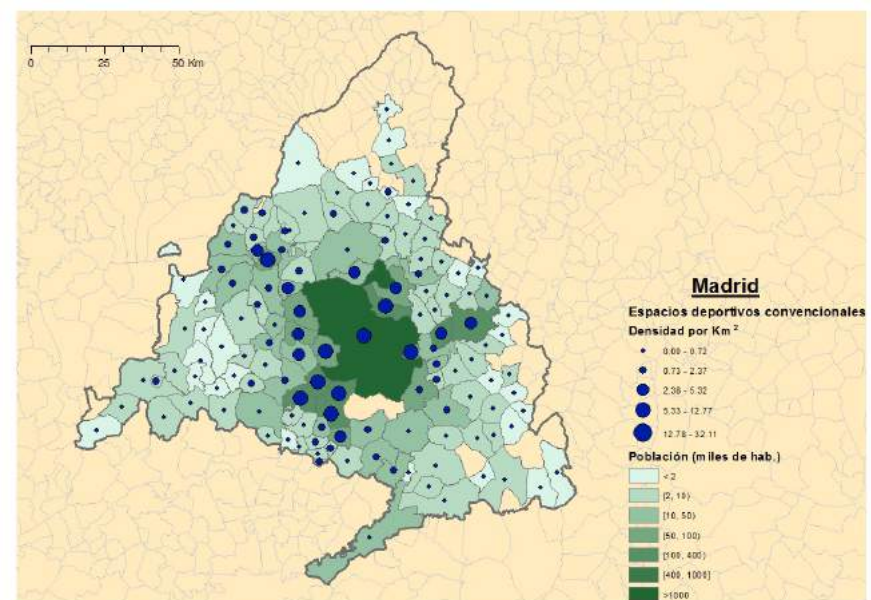 0 25 50 Km
Madrid
Espacios deportivos convencionales
Densidad por Km ²
0.00 - 0.72
0.73 - 2.37
2.38 - 5.32
5.33 - 12.77
12.78 - 32.11
Población (miles de hab.)
< 2
[2, 10)
[10, 50)
[50, 100)
[100, 400)
[400, 1000]
>1000